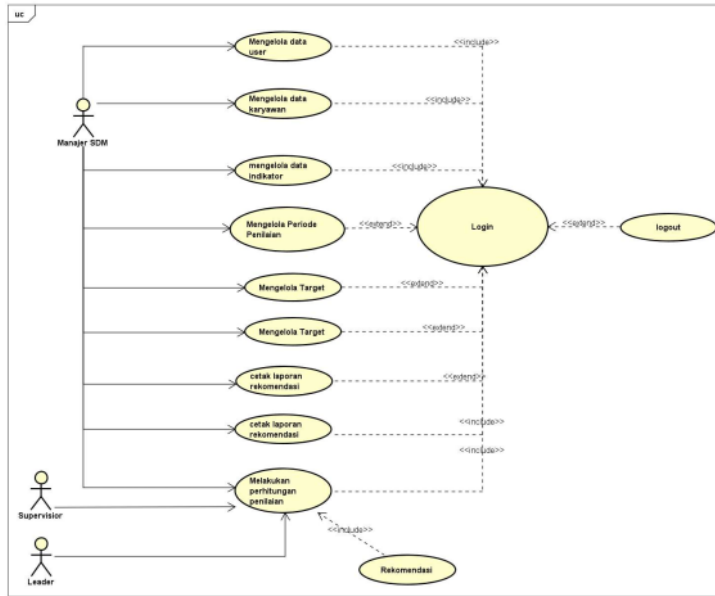 uc
Mengelola data
user
<<include>>
Mengelola data
karyawan
<<include>>
Manajer SDM
mengelola data
indikator
<<include>>
Mengelola Periode
Penilaian
<<extend>>
Login
<<extend>>
logout
Mengelola Target
<<extend>>
Mengelola Target
<<extend>>
cetak laporan
rekomendasi
<<extend>>
cetak laporan
rekomendasi
<<include>>
<<include>>
Melakukan
perhitungan
penilaian
Supervisior
<<include>>
Leader
Rekomendasi